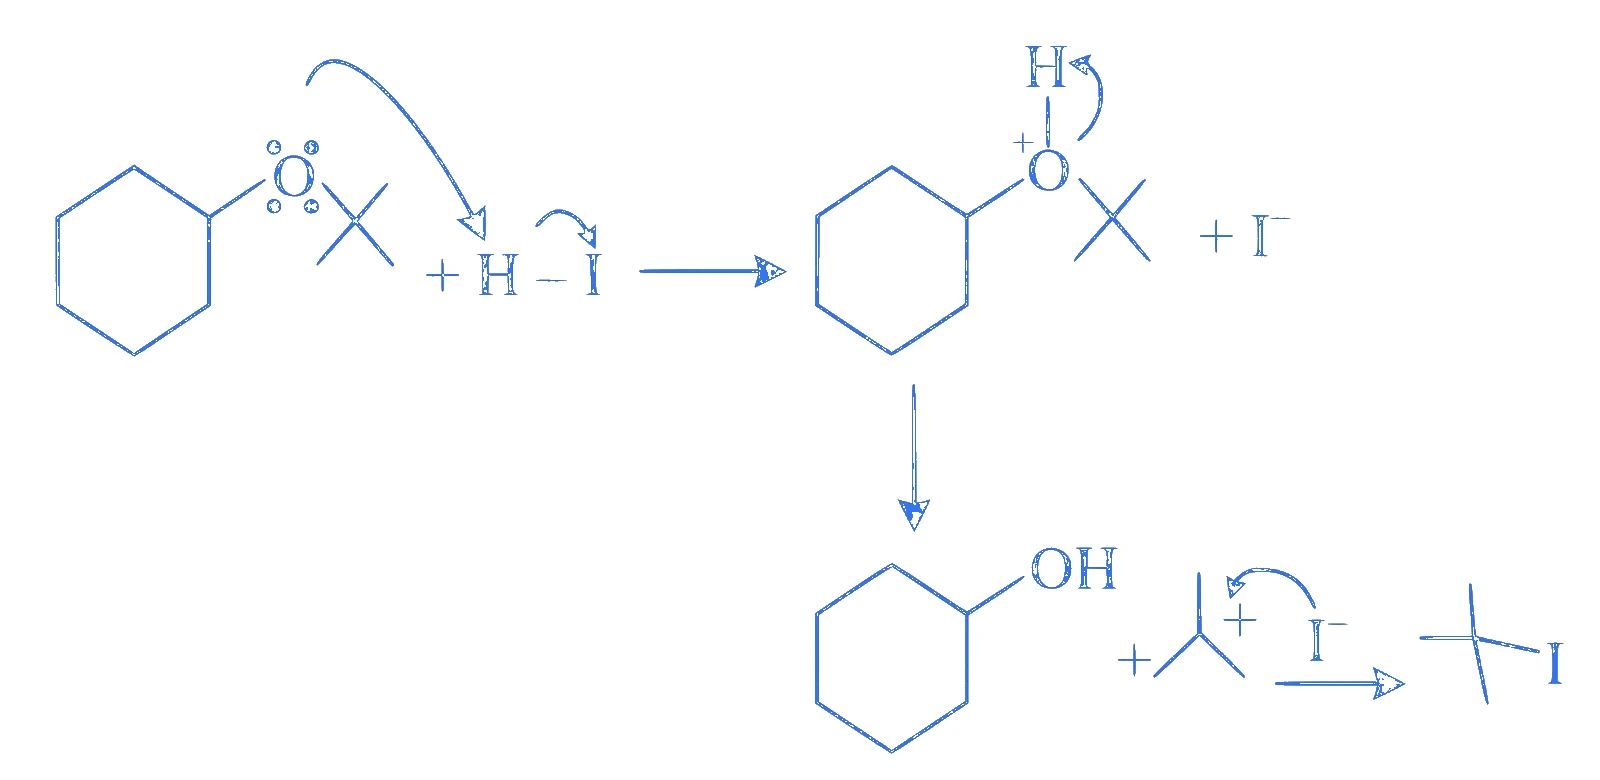 H
+
O
O
+ H – I
+ I⁻
OH
+
+
I⁻
I